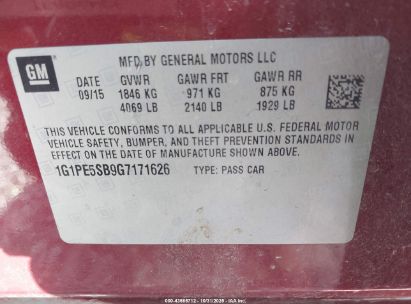 GM
MFD BY GENERAL MOTORS LLC
DATE GVWR GAWR FRT GAWR RR
09/15 1846 KG 971 KG 875 KG
4069 LB 2140 LB 1929 LB
THIS VEHICLE CONFORMS TO ALL APPLICABLE U.S. FEDERAL MOTOR
VEHICLE SAFETY, BUMPER, AND THEFT PREVENTION STANDARDS IN
EFFECT ON THE DATE OF MANUFACTURE SHOWN ABOVE.
1G1PE5SB9G7171626 TYPE: PASS CAR